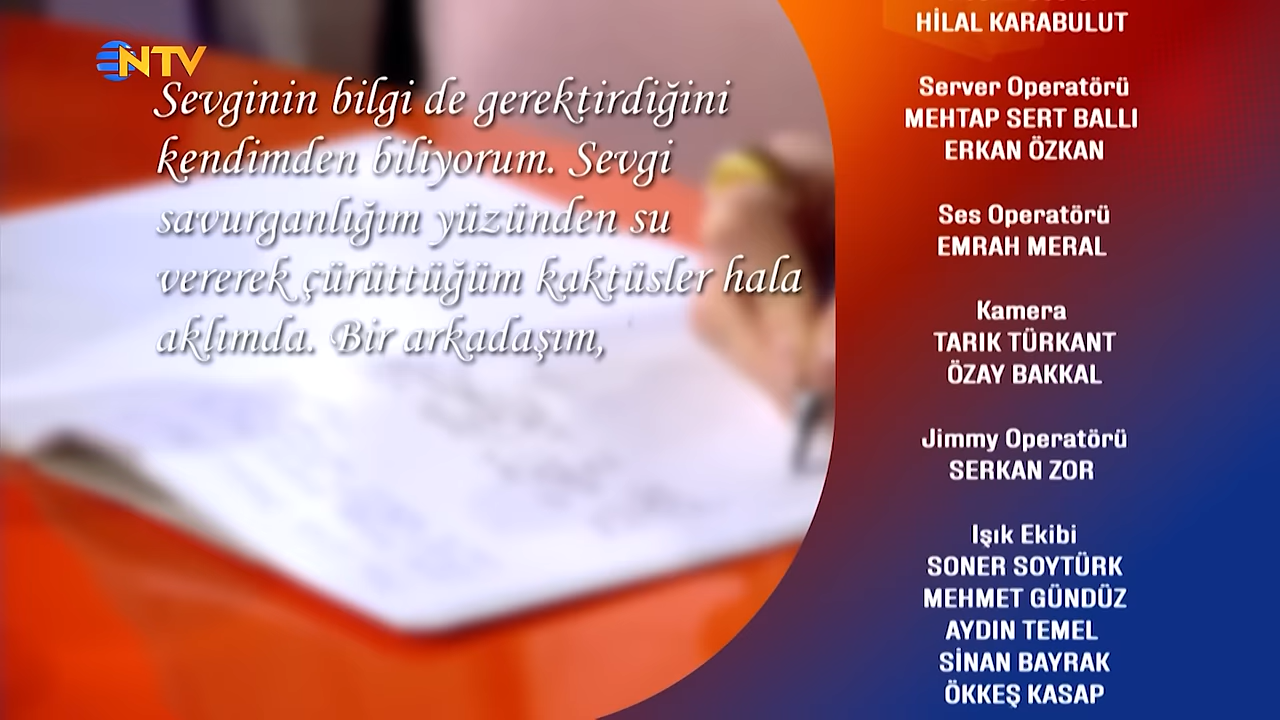 NTV
Sevginin bilgi de gerektirdiğini
kendimden biliyorum. Sevgi
savurganlığım yüzünden su
vererek çürüttüğüm kaktüsler hala
aklımda. Bir arkadaşım,
HİLAL KARABULUT
Server Operatörü
MEHTAP SERT BALLI
ERKAN ÖZKAN
Ses Operatörü
EMRAH MERAL
Kamera
TARIK TÜRKANT
ÖZAY BAKKAL
Jimmy Operatörü
SERKAN ZOR
Işık Ekibi
SONER SOYTÜRK
MEHMET GÜNDÜZ
AYDIN TEMEL
SİNAN BAYRAK
ÖKKEŞ KASAP